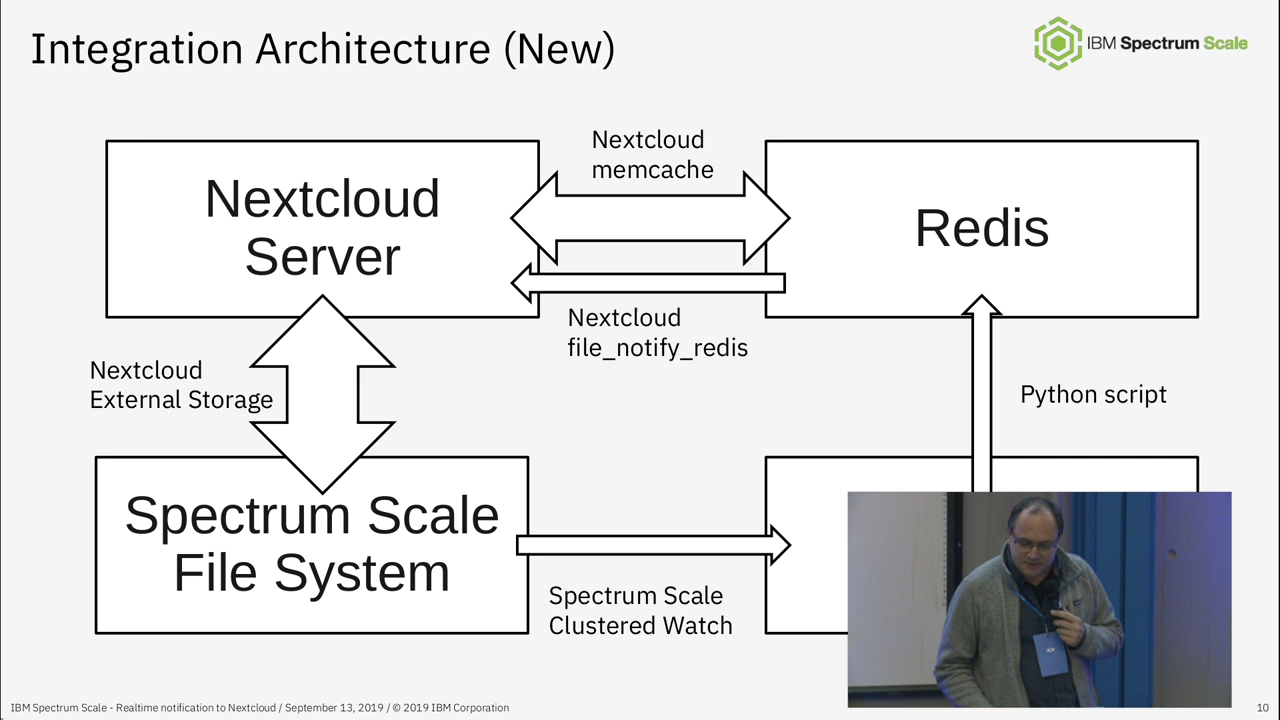 Integration Architecture (New)
IBM Spectrum Scale
Nextcloud
memcache
Nextcloud
Server
Redis
Nextcloud
file_notify_redis
Nextcloud
External Storage
Python script
Spectrum Scale
File System
Spectrum Scale
Clustered Watch
IBM Spectrum Scale - Realtime notification to Nextcloud / September 13, 2019 / © 2019 IBM Corporation
10